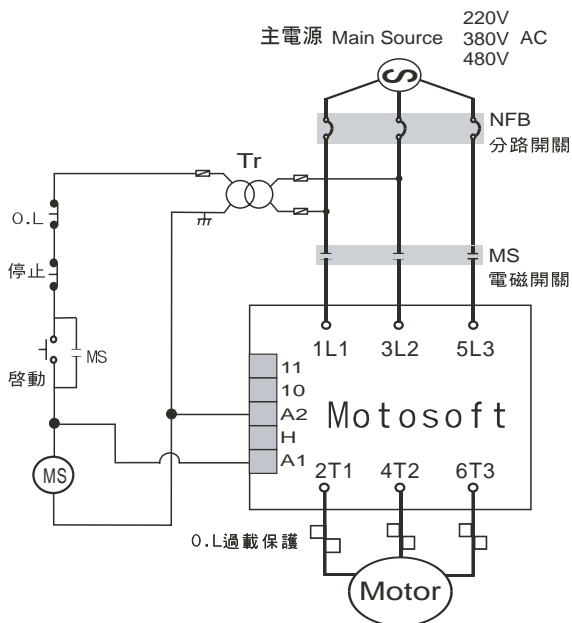 主電源 Main Source
220V
380V AC
480V
NFB
分路開關
Tr
O.L
停止
MS
啓動
MS
MS
電磁開關
1L1 3L2 5L3
11
10
A2
H
A1
Motosoft
2T1 4T2 6T3
O.L過載保護
Motor